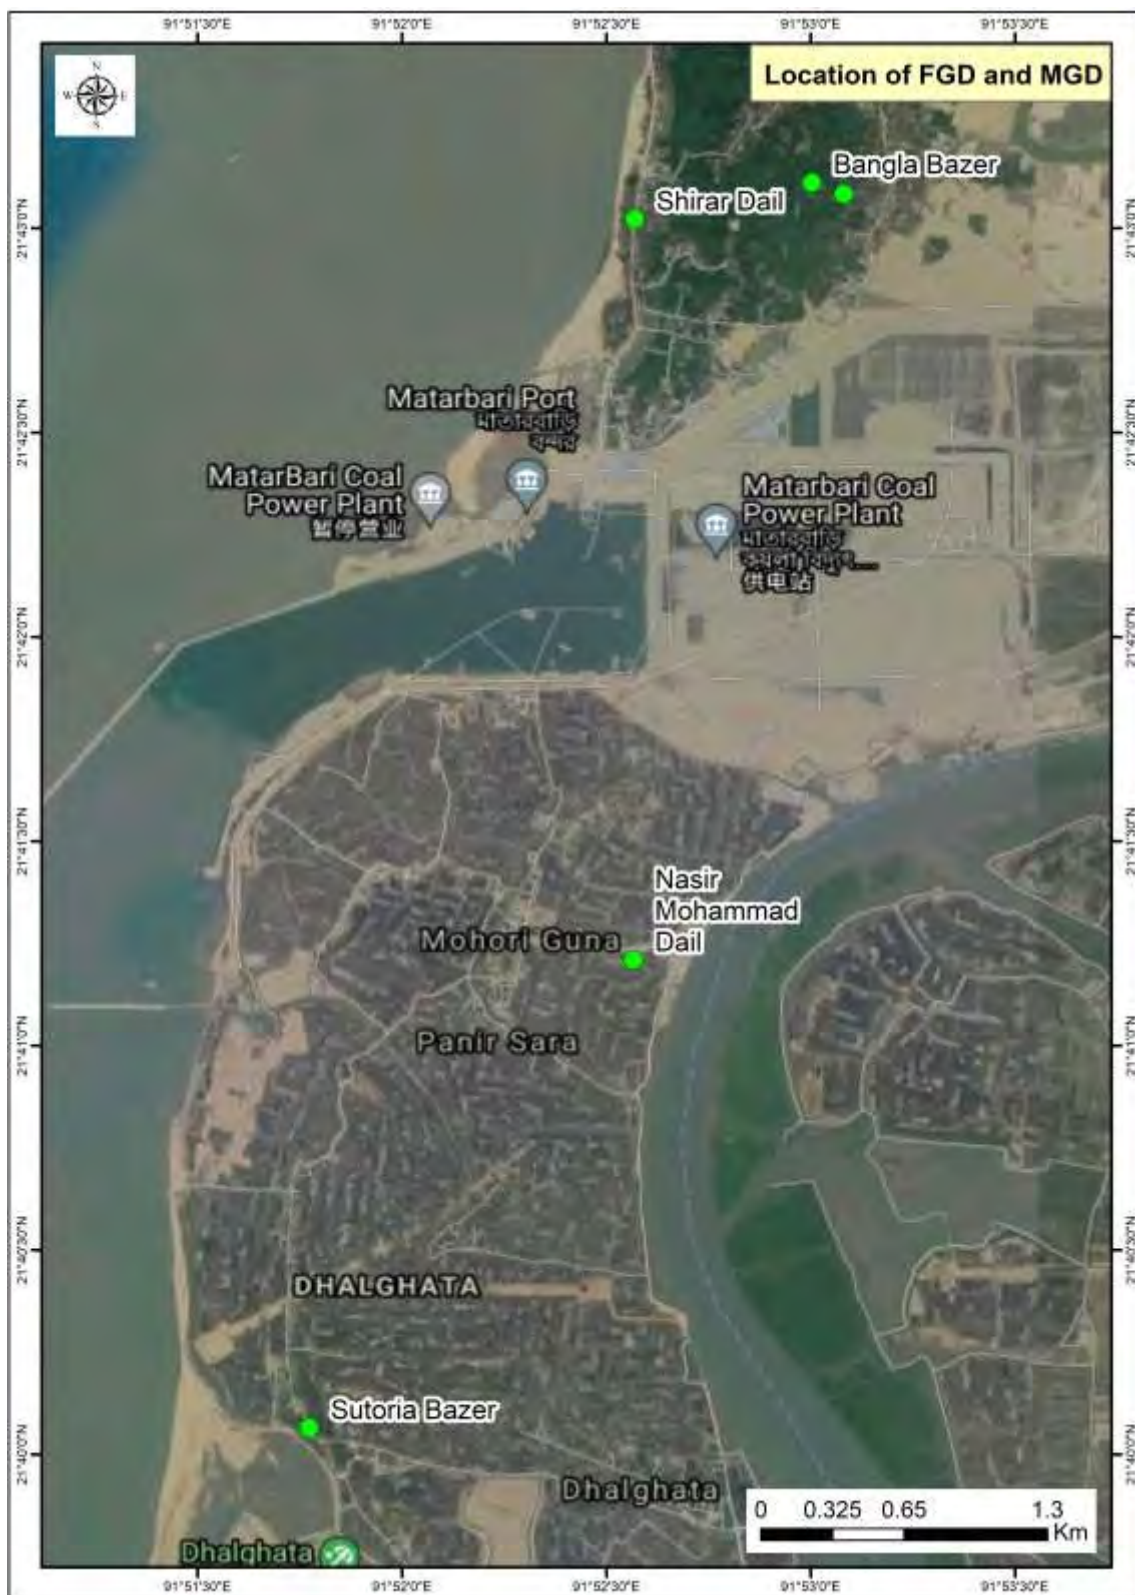 91°51'30"E 91°52'0"E 91°52'30"E 91°53'0"E 91°53'30"E
N
W E
S
Location of FGD and MGD
Bangla Bazer
Shirar Dail
21°43'0"N 21°43'0"N
Matarbari Port
মাতারবাড়ি
বন্দর
21°42'30"N 21°42'30"N
MatarBari Coal
Power Plant
暂停营业
Matarbari Coal
Power Plant
মাতারবাড়ি
供电站
21°42'0"N 21°42'0"N
21°41'30"N 21°41'30"N
Nasir
Mohammad
Dail
Mohori Guna
Panir Sara
21°41'0"N 21°41'0"N
21°40'30"N 21°40'30"N
DHALGHATA
Sutoria Bazer
21°40'0"N 21°40'0"N
Dhalghata
0 0.325 0.65 1.3
Km
Dhalghata
91°51'30"E 91°52'0"E 91°52'30"E 91°53'0"E 91°53'30"E